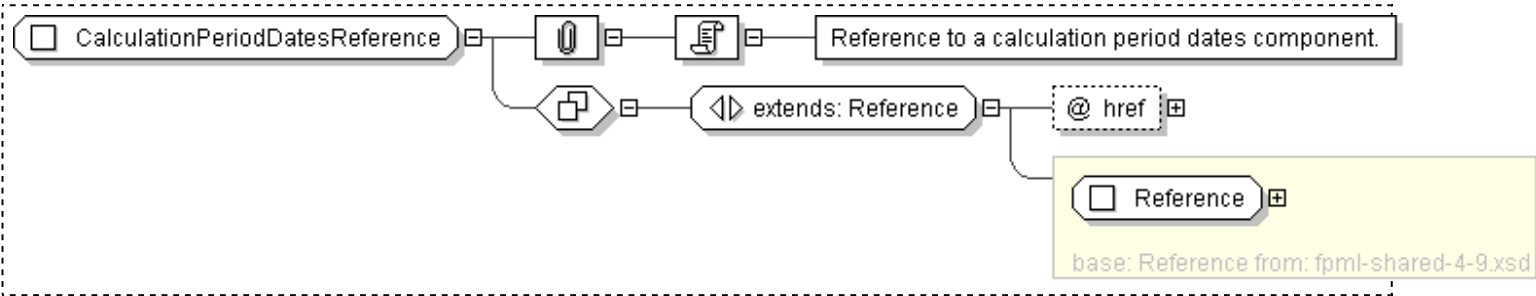 CalculationPeriodDatesReference
Reference to a calculation period dates component.
extends: Reference
@ href
Reference
base: Reference from: fpml-shared-4-9.xsd